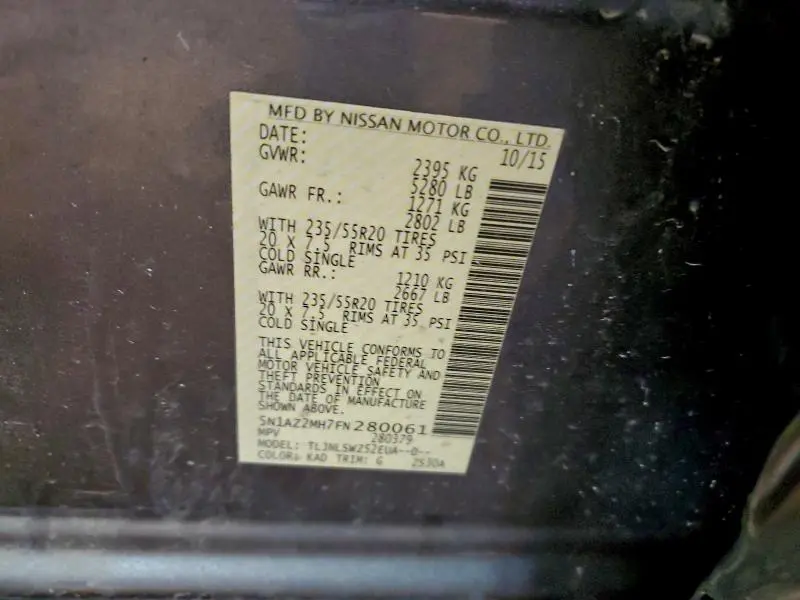 MFD BY NISSAN MOTOR CO., LTD.
DATE: 10/15
GVWR: 2395 KG
5280 LB
GAWR FR.: 1271 KG
2802 LB
WITH 235/55R20 TIRES
20 X 7.5 RIMS AT 35 PSI
COLD SINGLE
GAWR RR.: 1210 KG
2667 LB
WITH 235/55R20 TIRES
20 X 7.5 RIMS AT 35 PSI
COLD SINGLE
THIS VEHICLE CONFORMS TO
ALL APPLICABLE FEDERAL
MOTOR VEHICLE SAFETY AND
THEFT PREVENTION
STANDARDS IN EFFECT ON
THE DATE OF MANUFACTURE
SHOWN ABOVE.
5N1AZ2MH7FN280061
MPV 280379
MODEL: TLJNLSWZ52EUA--D--
COLOR: KAD TRIM: G 2530A